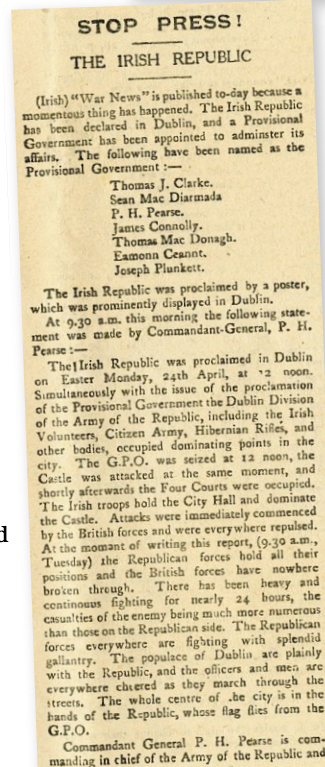 STOP PRESS!
THE IRISH REPUBLIC
(Irish) "War News" is published to-day because a
momentous thing has happened. The Irish Republic
has been declared in Dublin, and a Provisional
Government has been appointed to adminster its
affairs. The following have been named as the
Provisional Government :—
Thomas J. Clarke.
Sean Mac Diarmada
P. H. Pearse.
James Connolly.
Thomas Mac Donagh.
Eamonn Ceannt.
Joseph Plunkett.
The Irish Republic was proclaimed by a poster,
which was prominently displayed in Dublin.
At 9.30 a.m. this morning the following state-
ment was made by Commandant-General, P. H.
Pearse :—
The Irish Republic was proclaimed in Dublin
on Easter Monday, 24th April, at 12 noon.
Simultaneously with the issue of the proclamation
of the Provisional Government the Dublin Division
of the Army of the Republic, including the Irish
Volunteers, Citizen Army, Hibernian Rifles, and
other bodies, occupied dominating points in the
city. The G.P.O. was seized at 12 noon, the
Castle was attacked at the same moment, and
shortly afterwards the Four Courts were occupied.
The Irish troops hold the City Hall and dominate
the Castle. Attacks were immediately commenced
by the British forces and were everywhere repulsed.
At the momant of writing this report, (9.30 a.m.,
Tuesday) the Republican forces hold all their
positions and the British forces have nowhere
broken through. There has been heavy and
continuous fighting for nearly 24 hours, the
casualties of the enemy being much more numerous
than those on the Republican side. The Republican
forces everywhere are fighting with splendid
gallantry. The populace of Dublin are plainly
with the Republic, and the officers and men are
everywhere cheered as they march through the
streets. The whole centre of the city is in the
hands of the Republic, whose flag flies from the
G.P.O.
Commandant General P. H. Pearse is com-
manding in chief of the Army of the Republic and